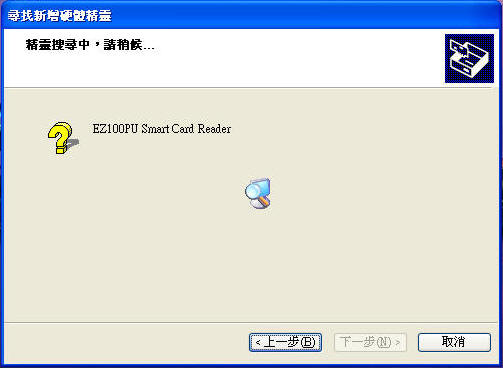 尋找新增硬體精靈
精靈搜尋中，請稍候...
EZ100PU Smart Card Reader
< 上一步(B)
下一步(N) >
取消